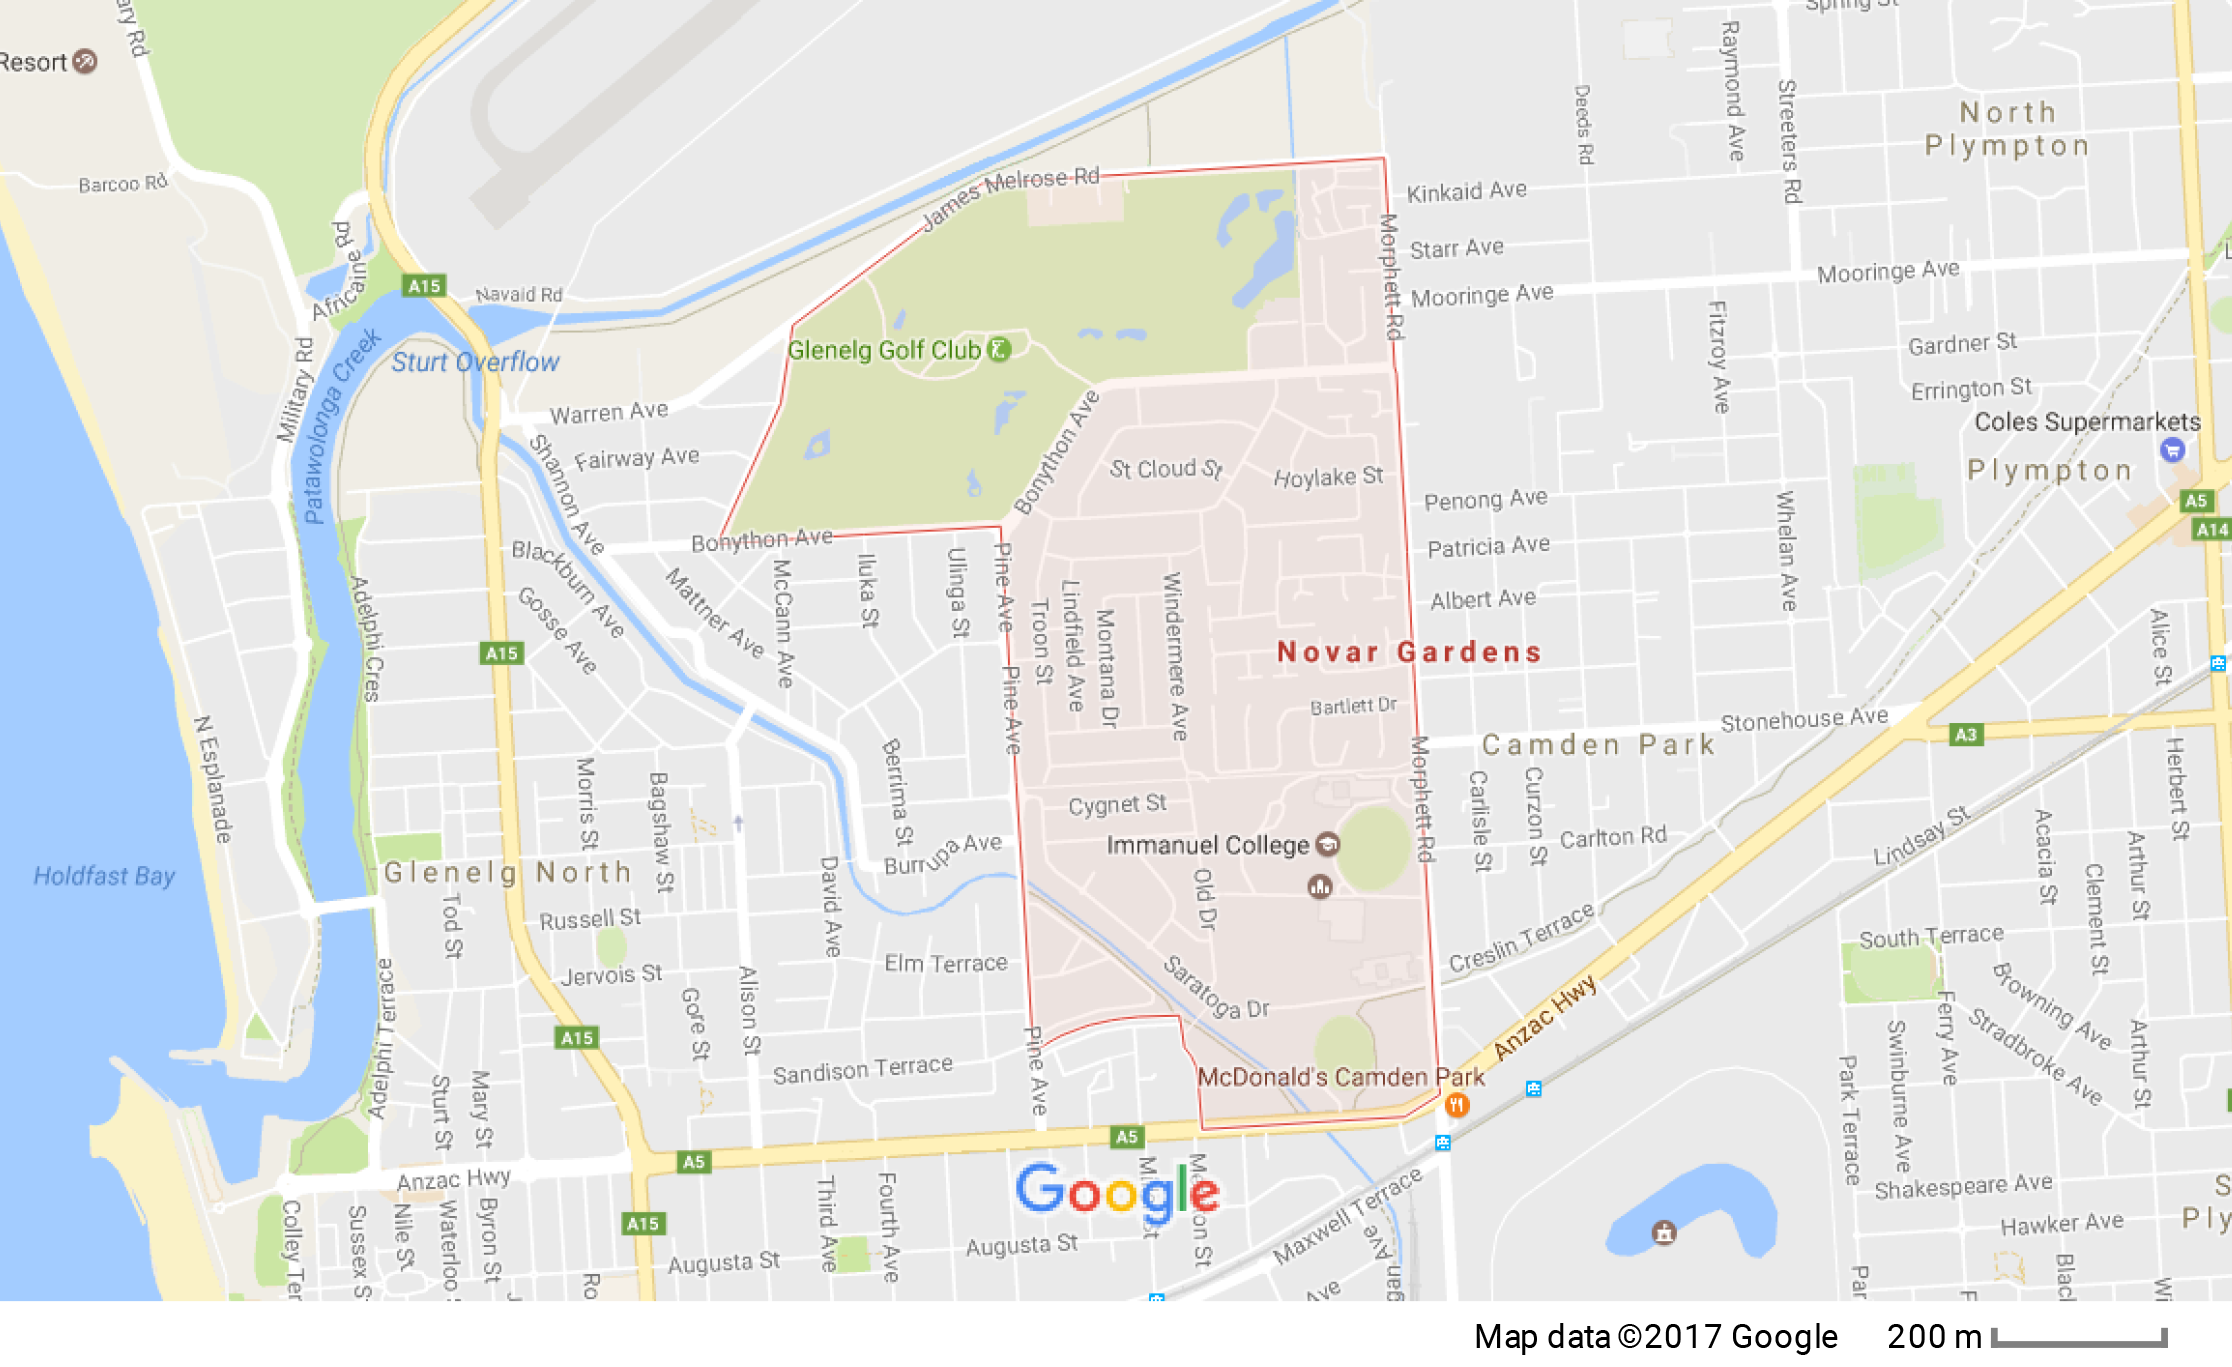 Spring St
ary Rd
Resort
Raymond Ave
Streeters Rd
Deeds Rd
North
Plympton
Barcoo Rd
James Melrose Rd
Kinkaid Ave
Africaine Rd
Morphett Rd
Starr Ave
A15
Navaid Rd
Mooringe Ave
Mooringe Ave
Military Rd
Patawolonga Creek
Sturt Overflow
Glenelg Golf Club
Fitzroy Ave
Gardner St
Errington St
Warren Ave
Bonython Ave
Coles Supermarkets
Fairway Ave
St Cloud St
Hoylake St
Plympton
Shannon Ave
Penong Ave
Whelan Ave
A5
A14
Bonython Ave
Patricia Ave
Blackburn Ave
Gosse Ave
Mattner Ave
McCann Ave
Iluka St
Ulinga St
Pine Ave
Troon St
Lindfield Ave
Montana Dr
Windermere Ave
Albert Ave
Adelphi Cres
A15
Novar Gardens
Alice St
Pine Ave
Bartlett Dr
Stonehouse Ave
N Esplanade
Camden Park
A3
Morphett Rd
Morris St
Bagshaw St
Berrima St
Cygnet St
Carlisle St
Curzon St
Carlton Rd
Lindsay St
Herbert St
Acacia St
Arthur St
Clement St
Immanuel College
Burrupa Ave
Holdfast Bay
Glenelg North
David Ave
Old Dr
Tod St
Russell St
Creslin Terrace
South Terrace
Elm Terrace
Jervois St
Saratoga Dr
Adelphi Terrace
Gore St
Alison St
Anzac Hwy
Browning Ave
Ferry Ave
Stradbroke Ave
Arthur St
Swinburne Ave
Park Terrace
A15
Pine Ave
Sandison Terrace
McDonald's Camden Park
Sturt St
Mary St
A5
A5
Anzac Hwy
Google
Maxwell Terrace
Third Ave
Fourth Ave
Shakespeare Ave
Hawker Ave
A15
Colley Ter
Sussex S
Nile St
Waterloo
Byron St
Augusta St
Augusta St
Ave
Map data ©2017 Google 200 m